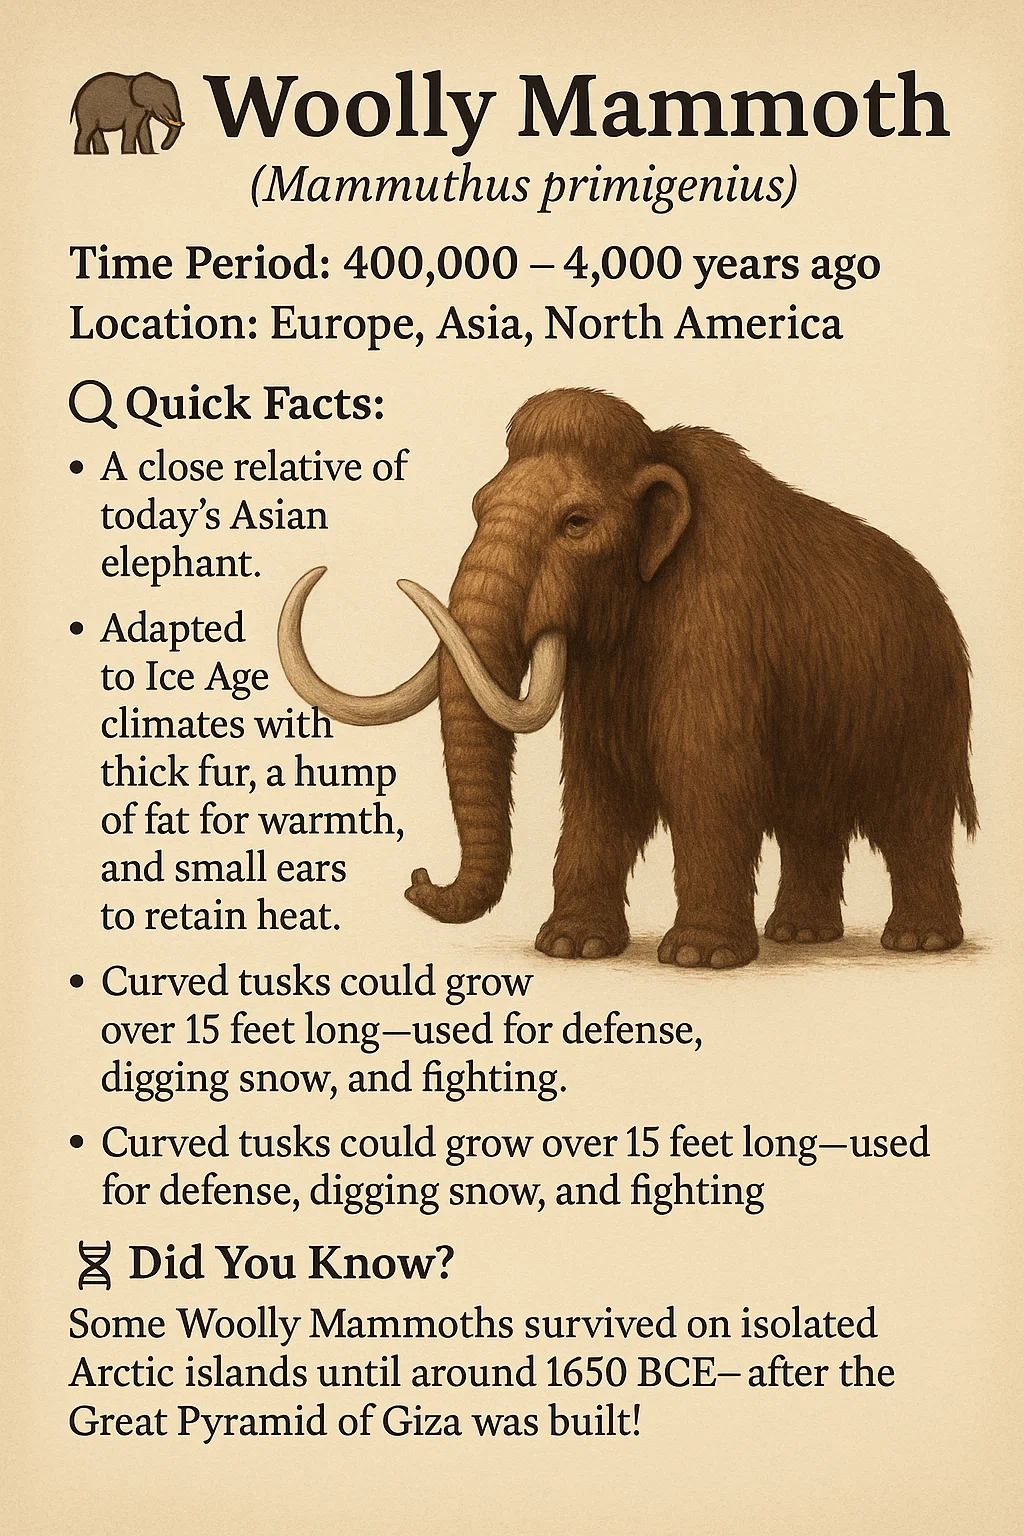 Woolly Mammoth
(Mammuthus primigenius)
Time Period: 400,000 – 4,000 years ago
Location: Europe, Asia, North America
Quick Facts:
• A close relative of
today’s Asian
elephant.
• Adapted
to Ice Age
climates with
thick fur, a hump
of fat for warmth,
and small ears
to retain heat.
• Curved tusks could grow
over 15 feet long—used for defense,
digging snow, and fighting.
• Curved tusks could grow over 15 feet long—used
for defense, digging snow, and fighting
Did You Know?
Some Woolly Mammoths survived on isolated
Arctic islands until around 1650 BCE— after the
Great Pyramid of Giza was built!